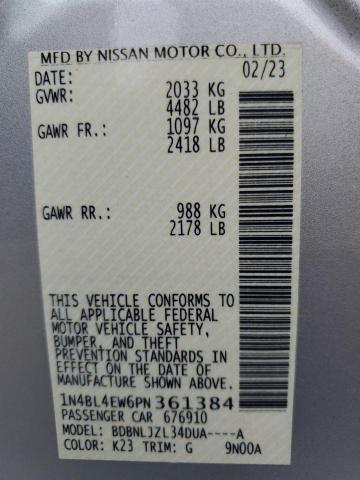 MFD BY NISSAN MOTOR CO., LTD.
DATE: 02/23
GVWR: 2033 KG
4482 LB
GAWR FR.: 1097 KG
2418 LB
GAWR RR.: 988 KG
2178 LB
THIS VEHICLE CONFORMS TO
ALL APPLICABLE FEDERAL
MOTOR VEHICLE SAFETY,
BUMPER, AND THEFT
PREVENTION STANDARDS IN
EFFECT ON THE DATE OF
MANUFACTURE SHOWN ABOVE.
1N4BL4EW6PN361384
PASSENGER CAR 676910
MODEL: BDBNLJZL34DUA----A
COLOR: K23 TRIM: G 9N00A